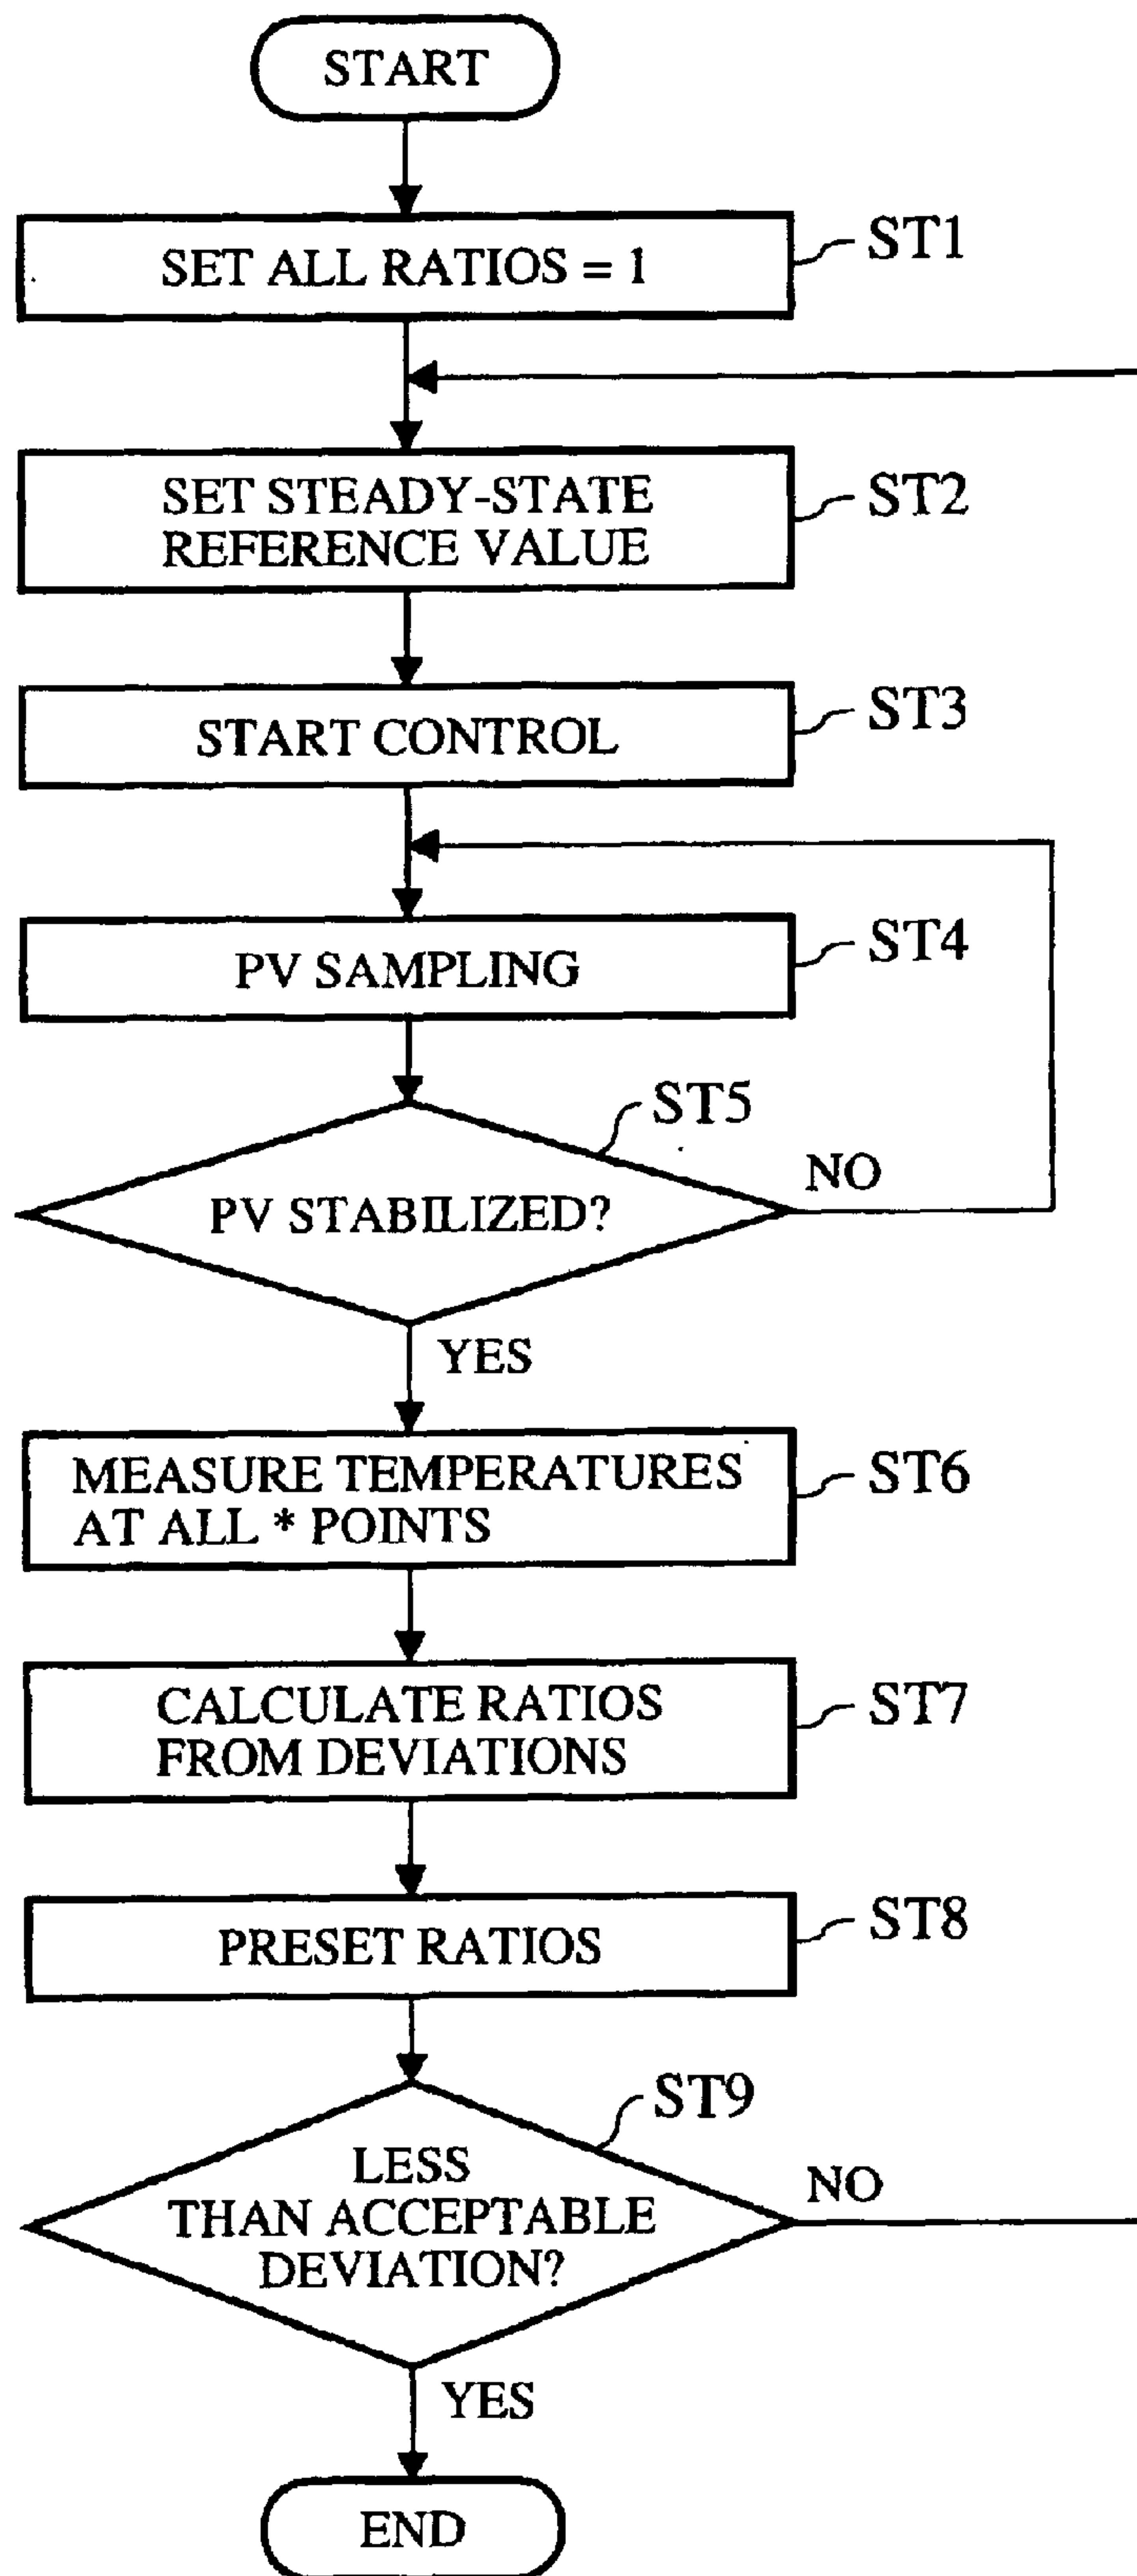 START
SET ALL RATIOS = 1
ST1
SET STEADY-STATE
REFERENCE VALUE
ST2
START CONTROL
ST3
PV SAMPLING
ST4
ST5
PV STABILIZED?
NO
YES
MEASURE TEMPERATURES
AT ALL * POINTS
ST6
CALCULATE RATIOS
FROM DEVIATIONS
ST7
PRESET RATIOS
ST8
ST9
LESS
THAN ACCEPTABLE
DEVIATION?
NO
YES
END